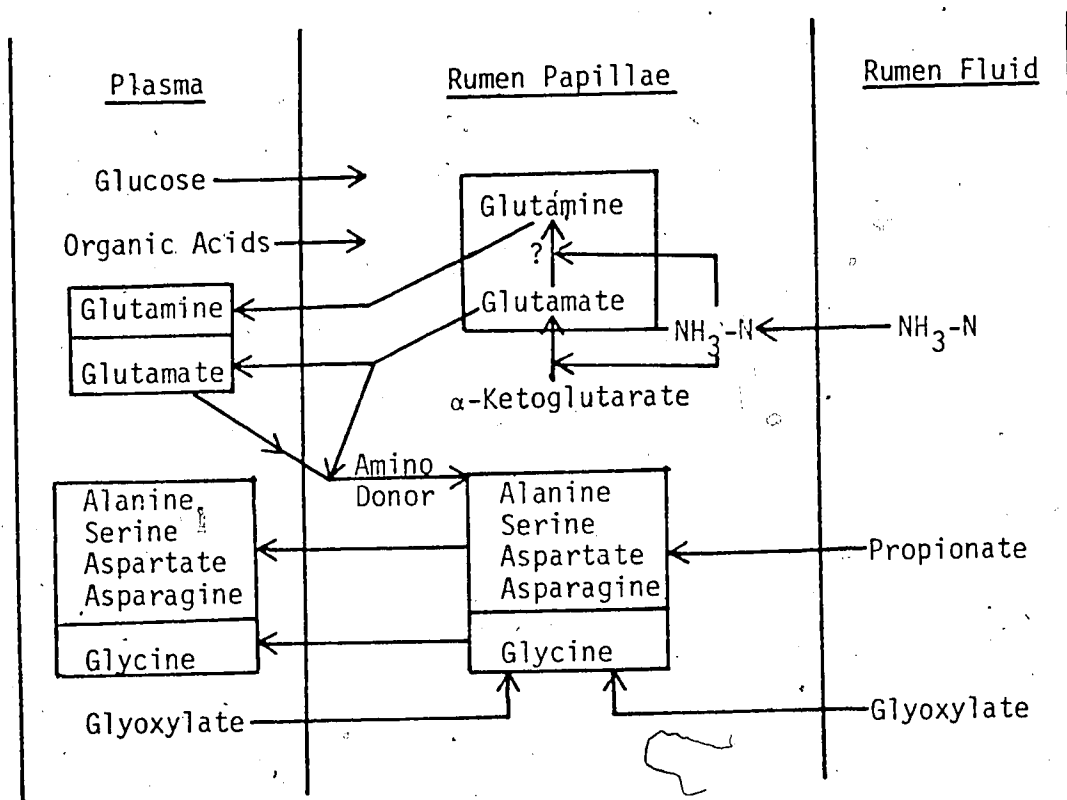 Plasma
Rumen Papillae
Rumen Fluid
Glucose
Organic Acids
Glutamine
Glutamate
Glutamine
?
Glutamate
NH3-N
NH3-N
α-Ketoglutarate
Amino
Donor
Alanine
Serine
Aspartate
Asparagine
Glycine
Alanine
Serine
Aspartate
Asparagine
Glycine
Propionate
Glyoxylate
Glyoxylate